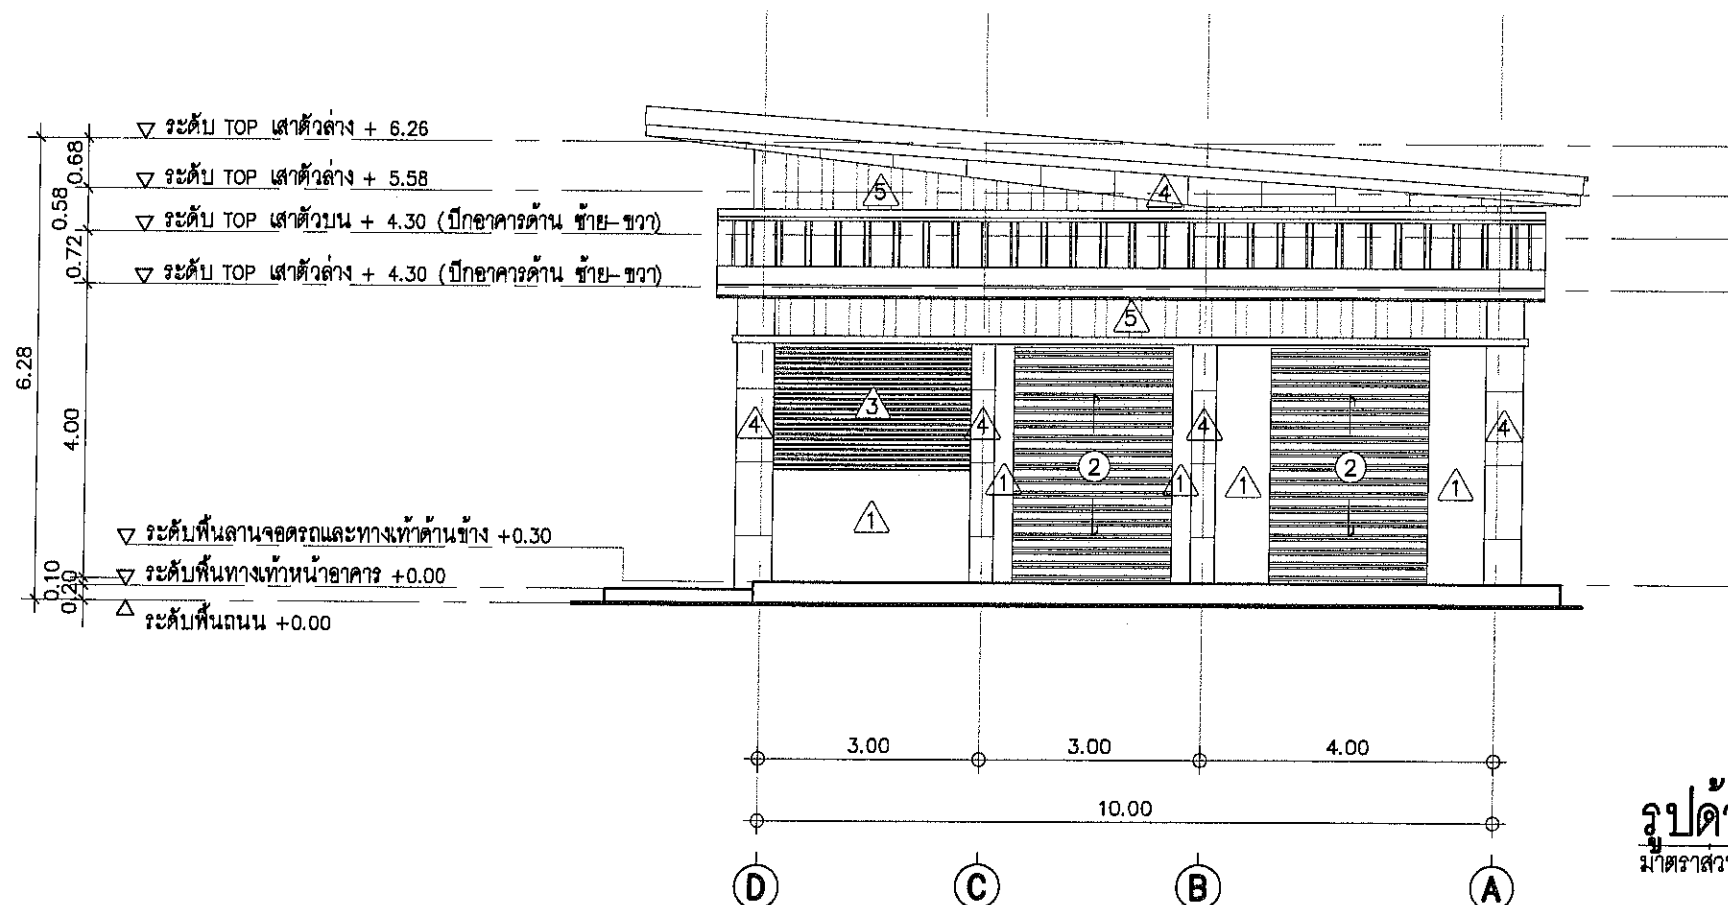 ระดับ TOP เสาตัวล่าง + 6.26
ระดับ TOP เสาตัวล่าง + 5.58
ระดับ TOP เสาตัวบน + 4.30 (ปีกอาคารด้าน ซ้าย-ขวา)
ระดับ TOP เสาตัวล่าง + 4.30 (ปีกอาคารด้าน ซ้าย-ขวา)
0.68
0.58
0.72
6.28
4.00
0.10
0.20
ระดับพื้นลานจอดรถและทางเท้าด้านข้าง +0.30
ระดับพื้นทางเท้าหน้าอาคาร +0.00
ระดับพื้นถนน +0.00
5 4
5
3
4 4 4 4
2 2
1 1 1 1
1
3.00 3.00 4.00
10.00
D C B A